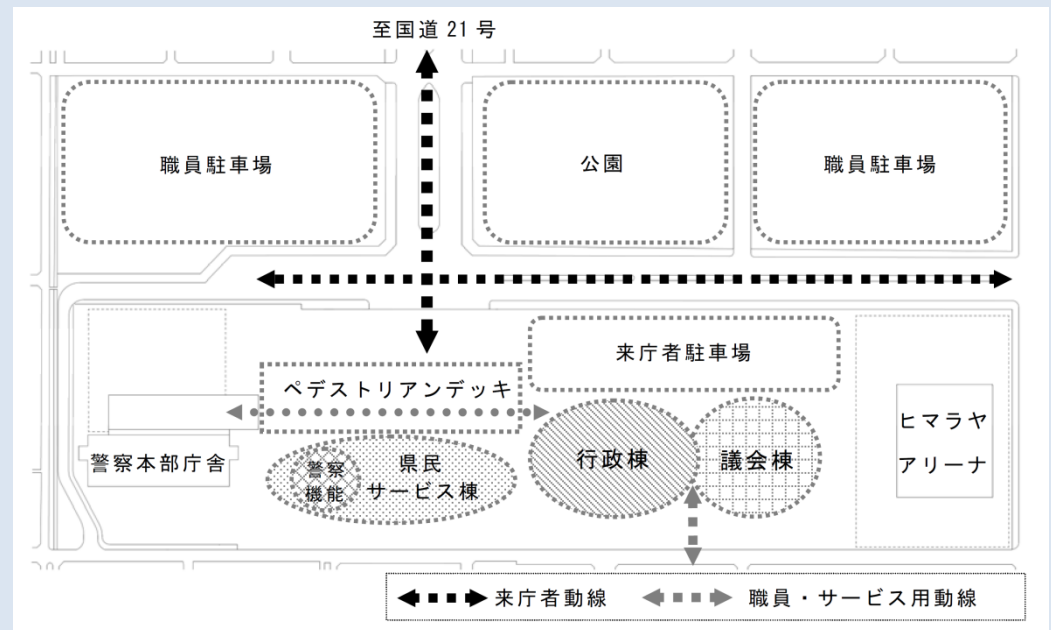 至国道 21 号
職員駐車場
公園
職員駐車場
来庁者駐車場
ペデストリアンデッキ
ヒマラヤ
アリーナ
警察本部庁舎
警察
機能
県民
サービス棟
行政棟
議会棟
来庁者動線
職員・サービス用動線